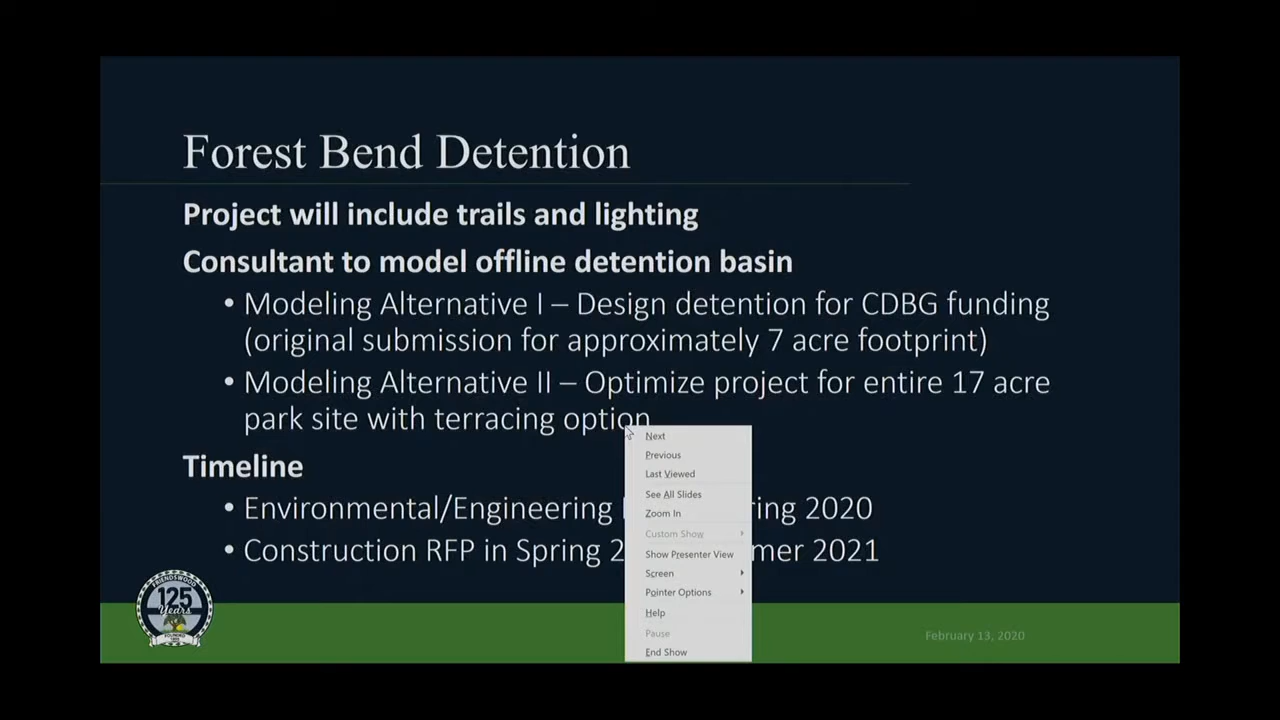 Forest Bend Detention
Project will include trails and lighting
Consultant to model offline detention basin
• Modeling Alternative I – Design detention for CDBG funding
(original submission for approximately 7 acre footprint)
• Modeling Alternative II – Optimize project for entire 17 acre
park site with terracing option
Timeline
• Environmental/Engineering ring 2020
• Construction RFP in Spring 2 mer 2021
Next
Previous
Last Viewed
See All Slides
Zoom In
Custom Show
Show Presenter View
Screen
Pointer Options
Help
Pause
End Show
FRIENDSWOOD
125
Years
February 13, 2020